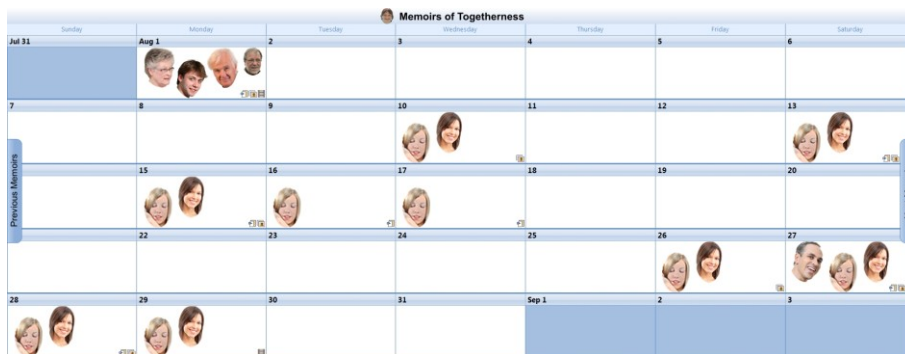 Memoirs of Togetherness
Sunday Monday Tuesday Wednesday Thursday Friday Saturday
Jul 31 Aug 1 2 3 4 5 6
7 8 9 10 11 12 13
15 16 17 18 19 20
22 23 24 25 26 27
28 29 30 31 Sep 1 2 3
Previous Memoirs